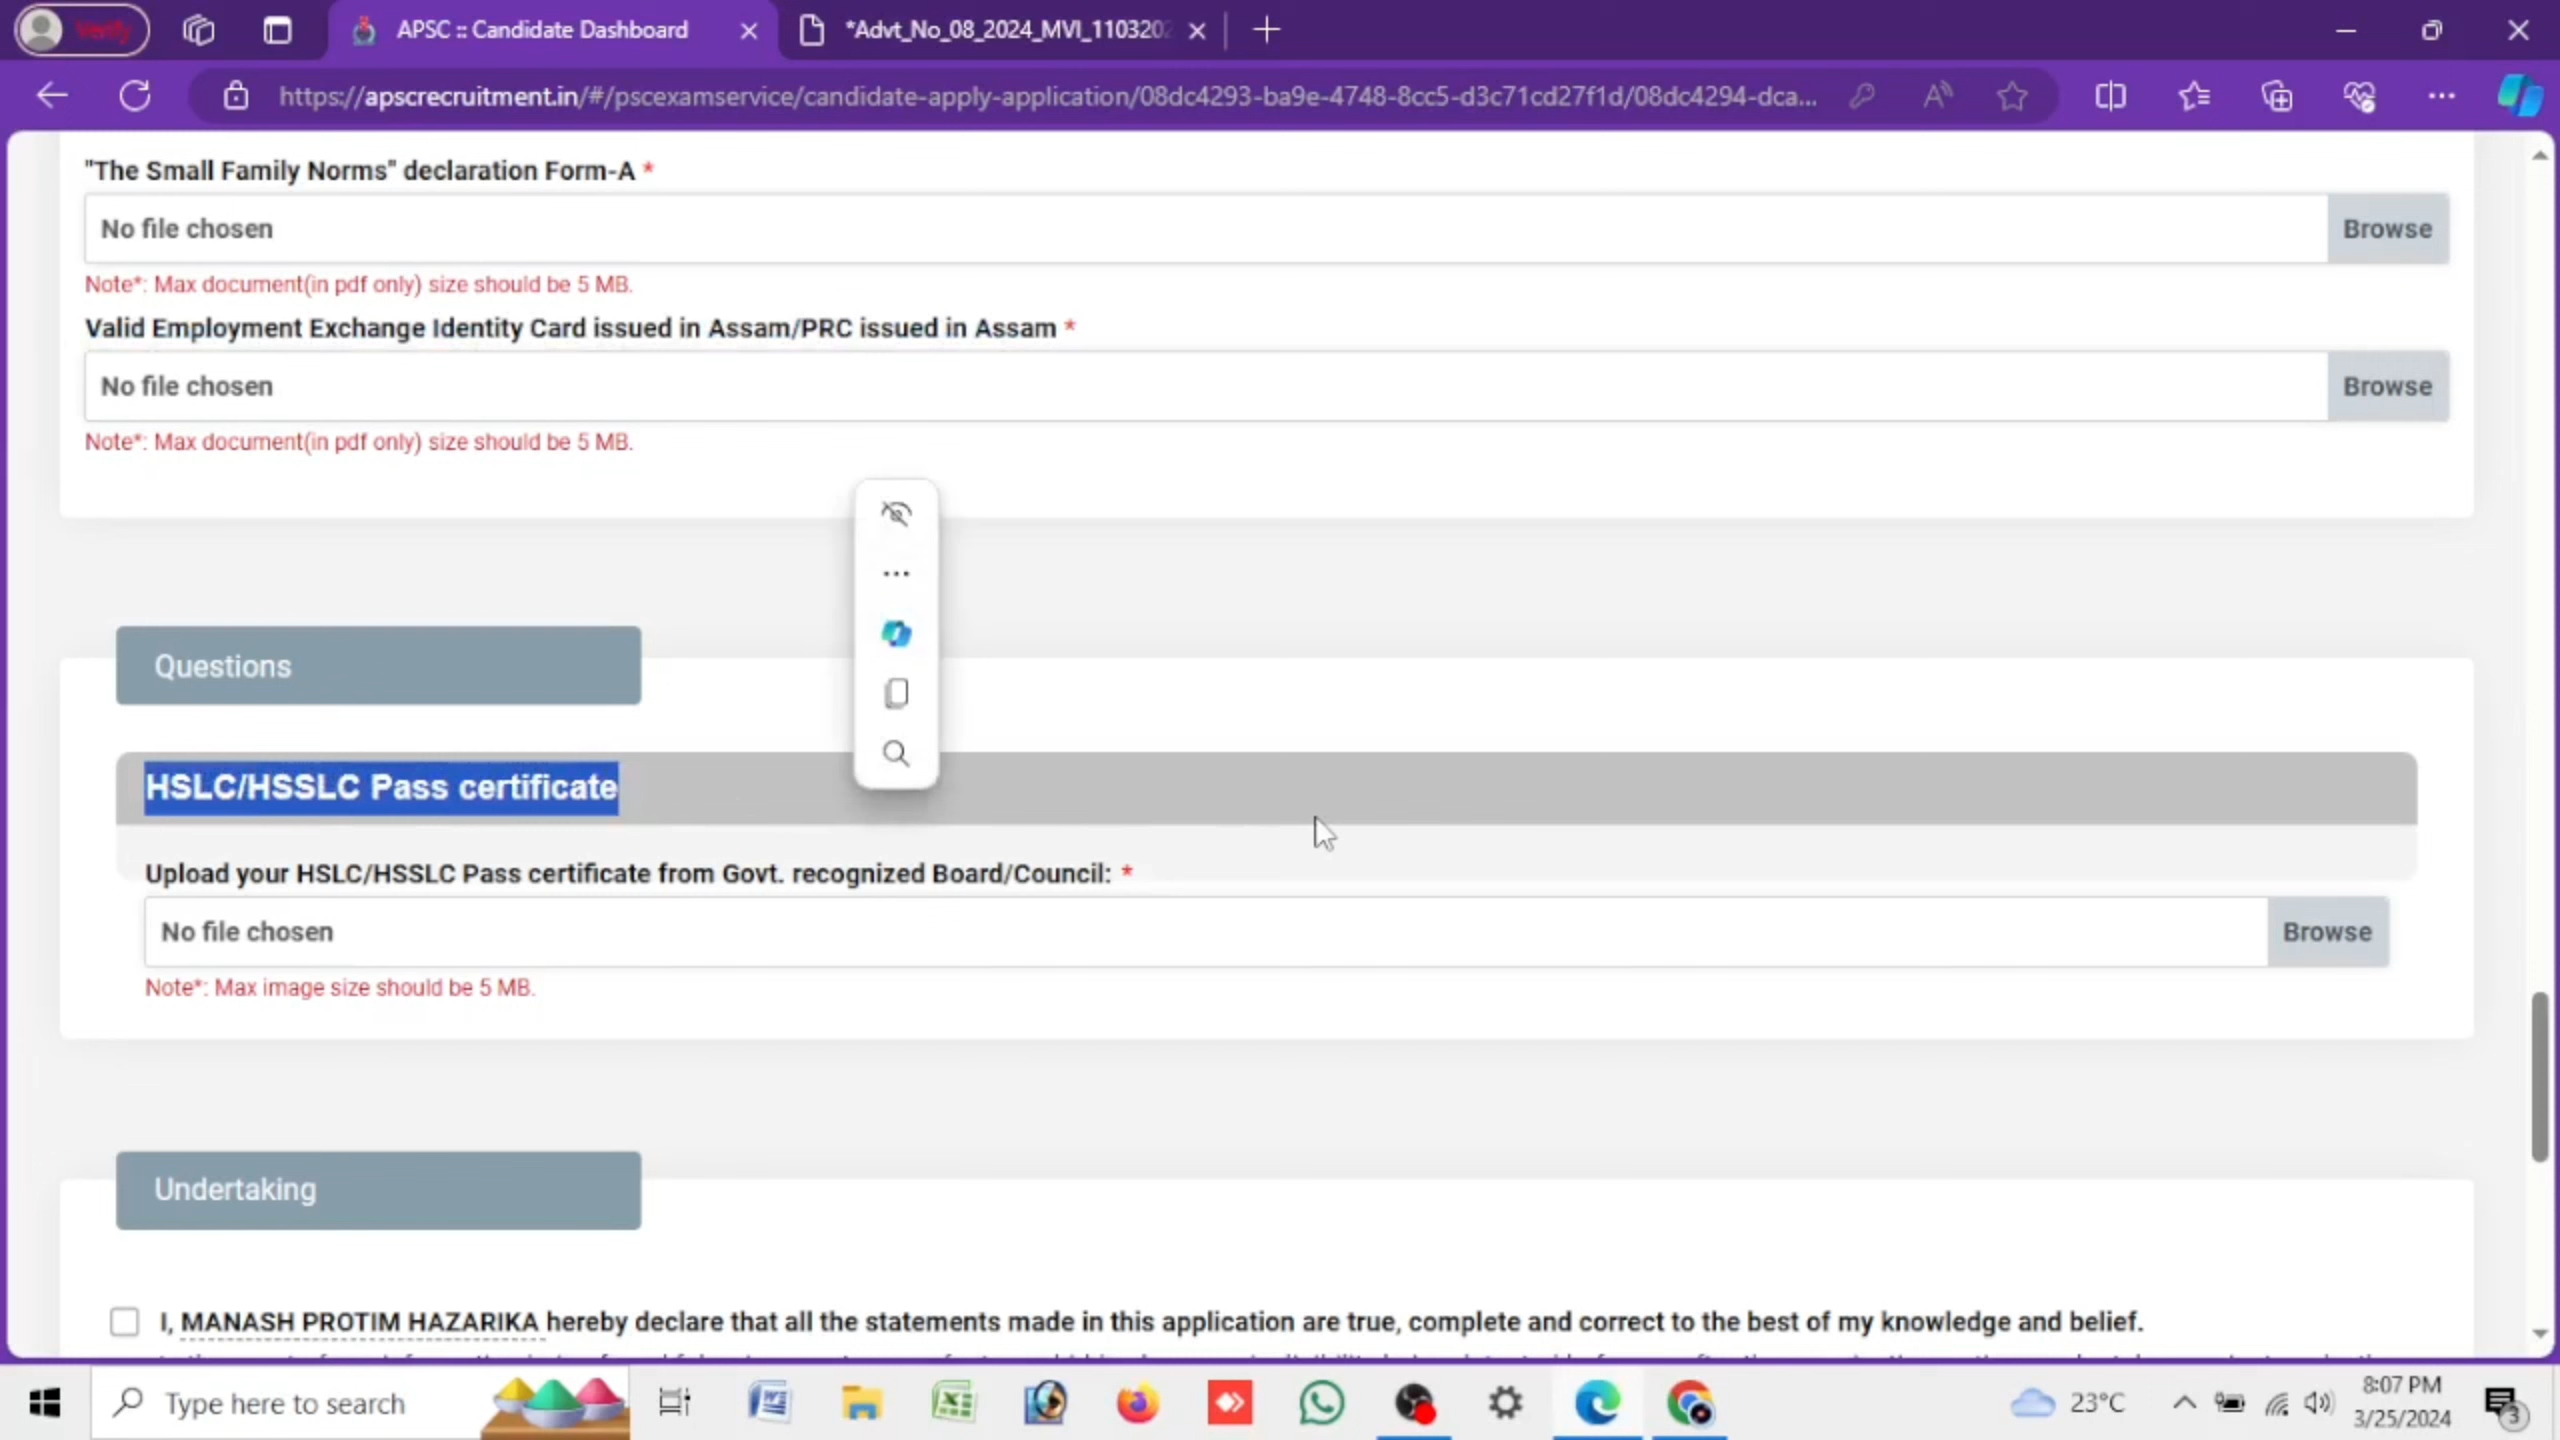 Verify
APSC :: Candidate Dashboard
*Advt_No_08_2024_MVI_110320
https://apscrecruitment.in/#/pscexamservice/candidate-apply-application/08dc4293-ba9e-4748-8cc5-d3c71cd27f1d/08dc4294-dca...
"The Small Family Norms" declaration Form-A *
No file chosen
Browse
Note*: Max document(in pdf only) size should be 5 MB.
Valid Employment Exchange Identity Card issued in Assam/PRC issued in Assam *
No file chosen
Browse
Note*: Max document(in pdf only) size should be 5 MB.
Questions
HSLC/HSSLC Pass certificate
Upload your HSLC/HSSLC Pass certificate from Govt. recognized Board/Council: *
No file chosen
Browse
Note*: Max image size should be 5 MB.
Undertaking
I, MANASH PROTIM HAZARIKA hereby declare that all the statements made in this application are true, complete and correct to the best of my knowledge and belief.
Type here to search
23°C
8:07 PM
3/25/2024
3